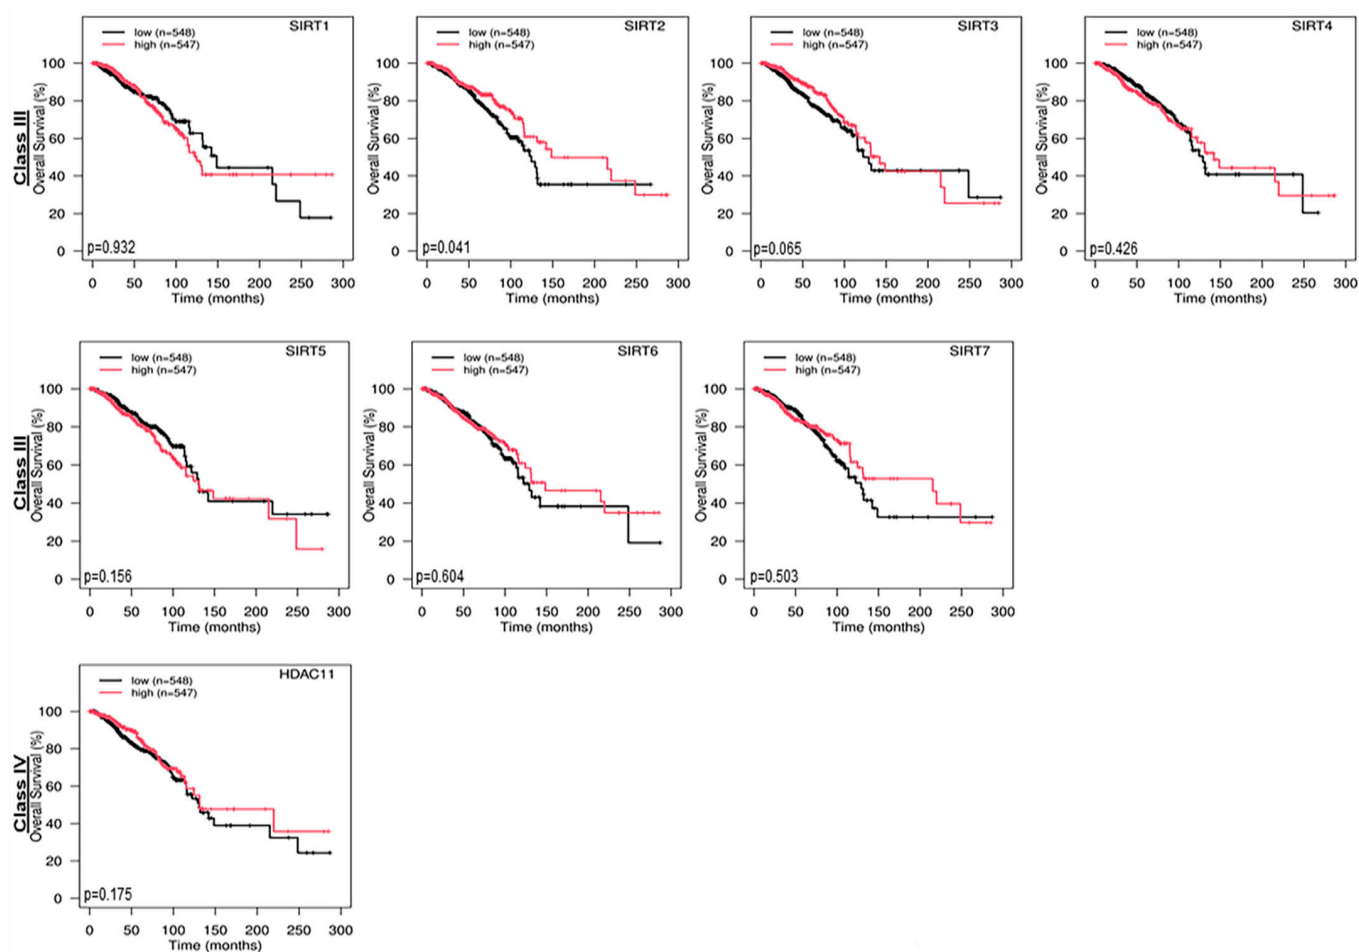 SIRT1
low (n=548)
high (n=547)
Class III
Overall Survival (%)
100
80
60
40
20
0
p=0.932
0 50 100 150 200 250 300
Time (months)
SIRT2
low (n=548)
high (n=547)
Overall Survival (%)
100
80
60
40
20
0
p=0.041
0 50 100 150 200 250 300
Time (months)
SIRT3
low (n=548)
high (n=547)
Overall Survival (%)
100
80
60
40
20
0
p=0.065
0 50 100 150 200 250 300
Time (months)
SIRT4
low (n=548)
high (n=547)
Overall Survival (%)
100
80
60
40
20
0
p=0.426
0 50 100 150 200 250 300
Time (months)
SIRT5
low (n=548)
high (n=547)
Class III
Overall Survival (%)
100
80
60
40
20
0
p=0.156
0 50 100 150 200 250 300
Time (months)
SIRT6
low (n=548)
high (n=547)
Overall Survival (%)
100
80
60
40
20
0
p=0.604
0 50 100 150 200 250 300
Time (months)
SIRT7
low (n=548)
high (n=547)
Overall Survival (%)
100
80
60
40
20
0
p=0.503
0 50 100 150 200 250 300
Time (months)
HDAC11
low (n=548)
high (n=547)
Class IV
Overall Survival (%)
100
80
60
40
20
0
p=0.175
0 50 100 150 200 250 300
Time (months)